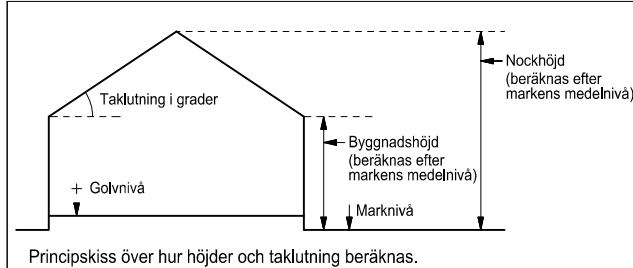 Nockhöjd
(beräknas efter
markens medelnivå)
Taklutning i grader
Byggnadshöjd
(beräknas efter
markens medelnivå)
+ Golvnivå
Marknivå
Principskiss över hur höjder och taklutning beräknas.